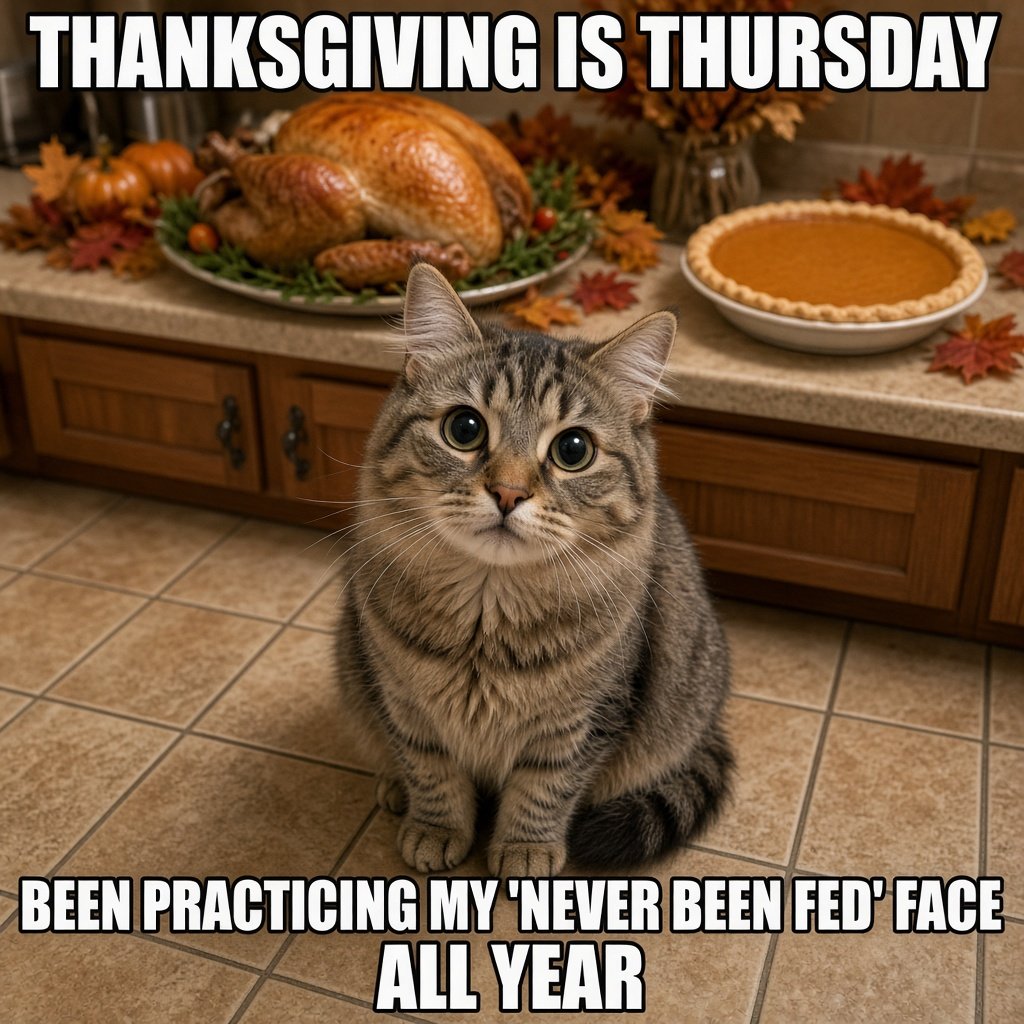 THANKSGIVING IS THURSDAY
BEEN PRACTICING MY 'NEVER BEEN FED' FACE
ALL YEAR